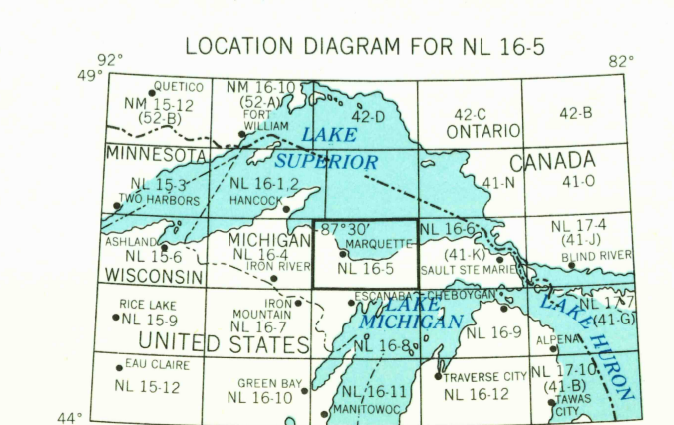 LOCATION DIAGRAM FOR NL 16-5
92°
82°
49°
QUETICO
NM 15-12
(52-B)
NM 16-10
(52-A)
FORT
WILLIAM
42-D
42-C
ONTARIO
42-B
LAKE
SUPERIOR
MINNESOTA
CANADA
NL 15-3
TWO HARBORS
NL 16-1,2
HANCOCK
41-N
41-O
87°30'
MARQUETTE
NL 16-5
NL 16-6
(41-K)
SAULT STE MARIE
NL 17-4
(41-J)
BLIND RIVER
ASHLAND
NL 15-6
WISCONSIN
MICHIGAN
NL 16-4
IRON RIVER
RICE LAKE
NL 15-9
IRON
MOUNTAIN
NL 16-7
UNITED STATES
ESCANABA
LAKE
MICHIGAN
NL 16-8
CHEBOYGAN
NL 16-9
LAKE HURON
NL 17-7
(41-G)
ALPENA
EAU CLAIRE
NL 15-12
GREEN BAY
NL 16-10
NL 16-11
MANITOWOC
TRAVERSE CITY
NL 16-12
NL 17-10
(41-B)
TAWAS
CITY
44°